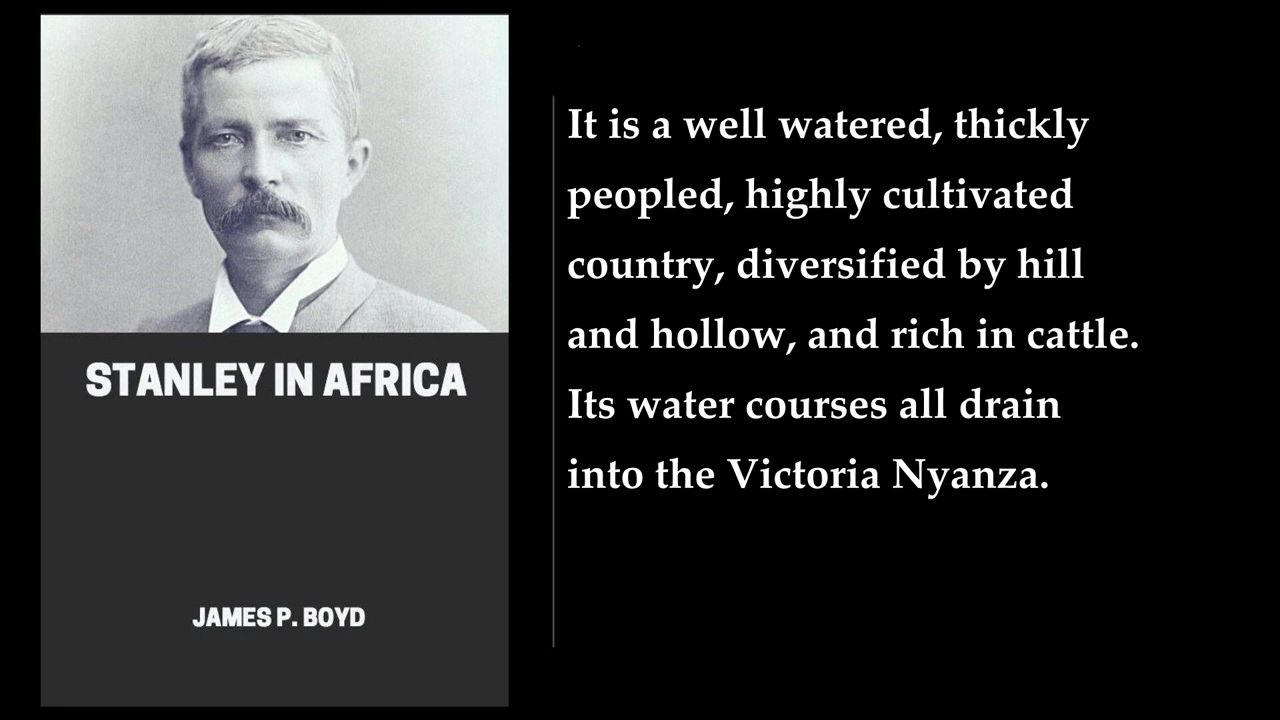 STANLEY IN AFRICA
JAMES P. BOYD
It is a well watered, thickly
peopled, highly cultivated
country, diversified by hill
and hollow, and rich in cattle.
Its water courses all drain
into the Victoria Nyanza.